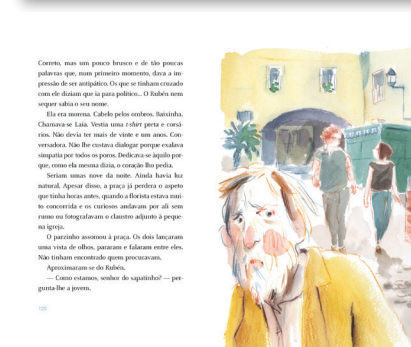 Correto, mas um pouco brusco e de tão poucas
palavras que, num primeiro momento, dava a im-
pressão de ser antipático. Os que se tinham cruzado
com ele diziam que ia para político... O Rubén nem
sequer sabia o seu nome.
Ela era morena. Cabelo pelos ombros. Baixinha.
Chamava-se Laia. Vestia uma t-shirt preta e corsá-
rios. Não devia ter mais de vinte e um anos. Con-
versadora. Não lhe custava dialogar porque exalava
simpatia por todos os poros. Dedicava-se àquilo por-
que, como ela mesma dizia, o coração lho pedia.
Seriam umas nove da noite. Ainda havia luz
natural. Apesar disso, a praça já perdera o aspeto
que tinha horas antes, quando a florista estava mui-
to concorrida e os curiosos andavam por ali sem
rumo ou fotografavam o claustro adjunto à peque-
na igreja.
O parzinho assomou à praça. Os dois lançaram
uma vista de olhos, pararam e falaram entre eles.
Não tinham encontrado quem procuravam.
Aproximaram-se do Rubén.
— Como estamos, senhor do sapatinho? — per-
gunta-lhe a jovem.